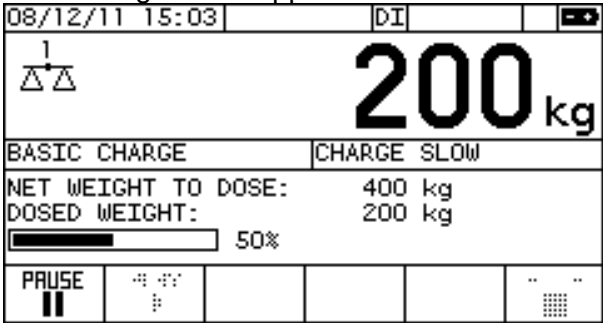 08/12/11 15:03 DI
1
200 kg
BASIC CHARGE CHARGE SLOW
NET WEIGHT TO DOSE: 400 kg
DOSED WEIGHT: 200 kg
50%
PAUSE